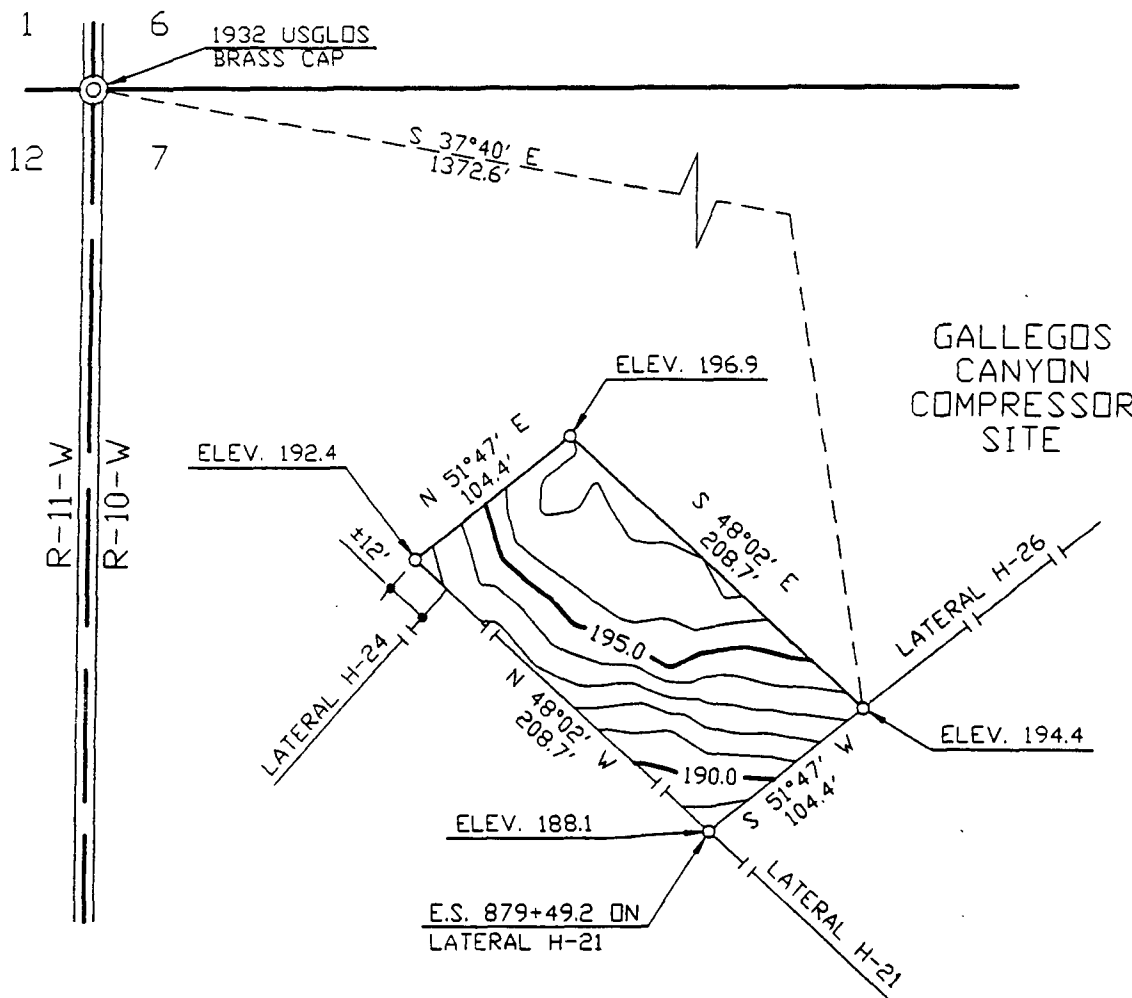 1
6
1932 USGLOS
BRASS CAP
12
7
S 37°40' E
1372.6'
GALLEGOS
CANYON
COMPRESSOR
SITE
ELEV. 196.9
ELEV. 192.4
N 51°47' E
104.4'
S 48°02' E
208.7'
R-11-W
R-10-W
±12'
LATERAL H-26
LATERAL H-24
195.0
N 48°02' W
208.7'
190.0
ELEV. 194.4
S 51°47' W
104.4'
ELEV. 188.1
E.S. 879+49.2 ON
LATERAL H-21
LATERAL H-21